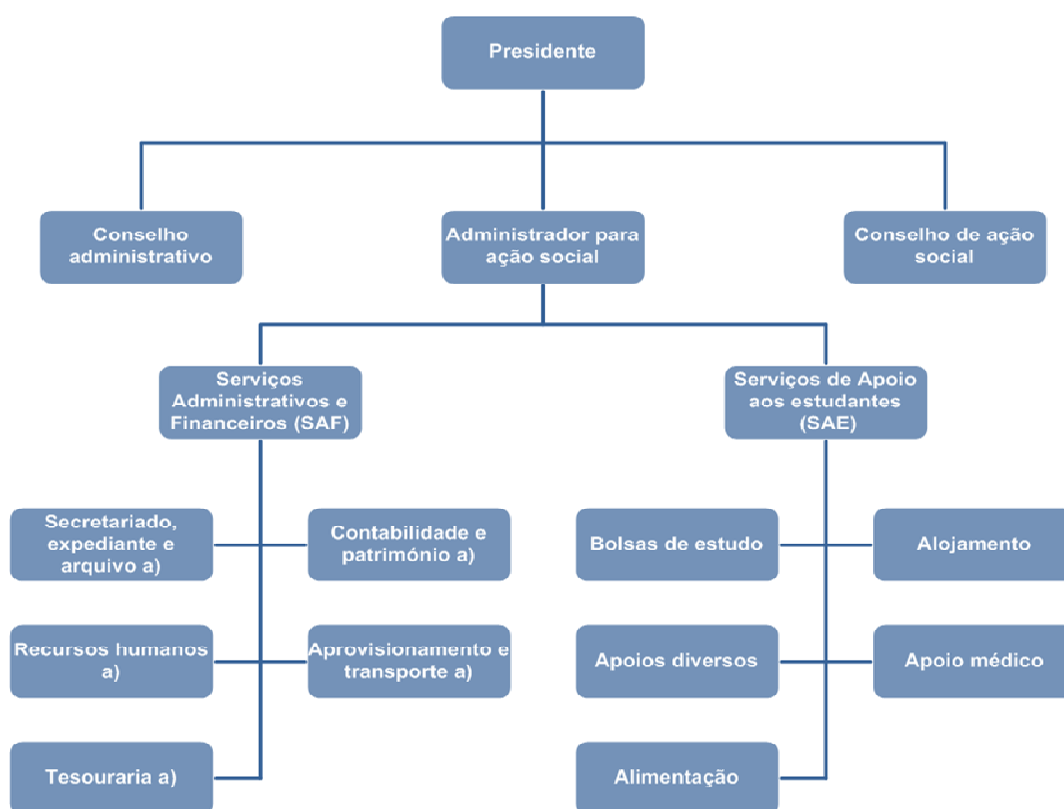 Presidente
Conselho
administrativo
Administrador para
ação social
Conselho de ação
social
Serviços
Administrativos e
Financeiros (SAF)
Serviços de Apoio
aos estudantes
(SAE)
Secretariado,
expediante e
arquivo a)
Contabilidade e
património a)
Bolsas de estudo
Alojamento
Recursos humanos
a)
Aprovisionamento e
transporte a)
Apoios diversos
Apoio médico
Tesouraria a)
Alimentação